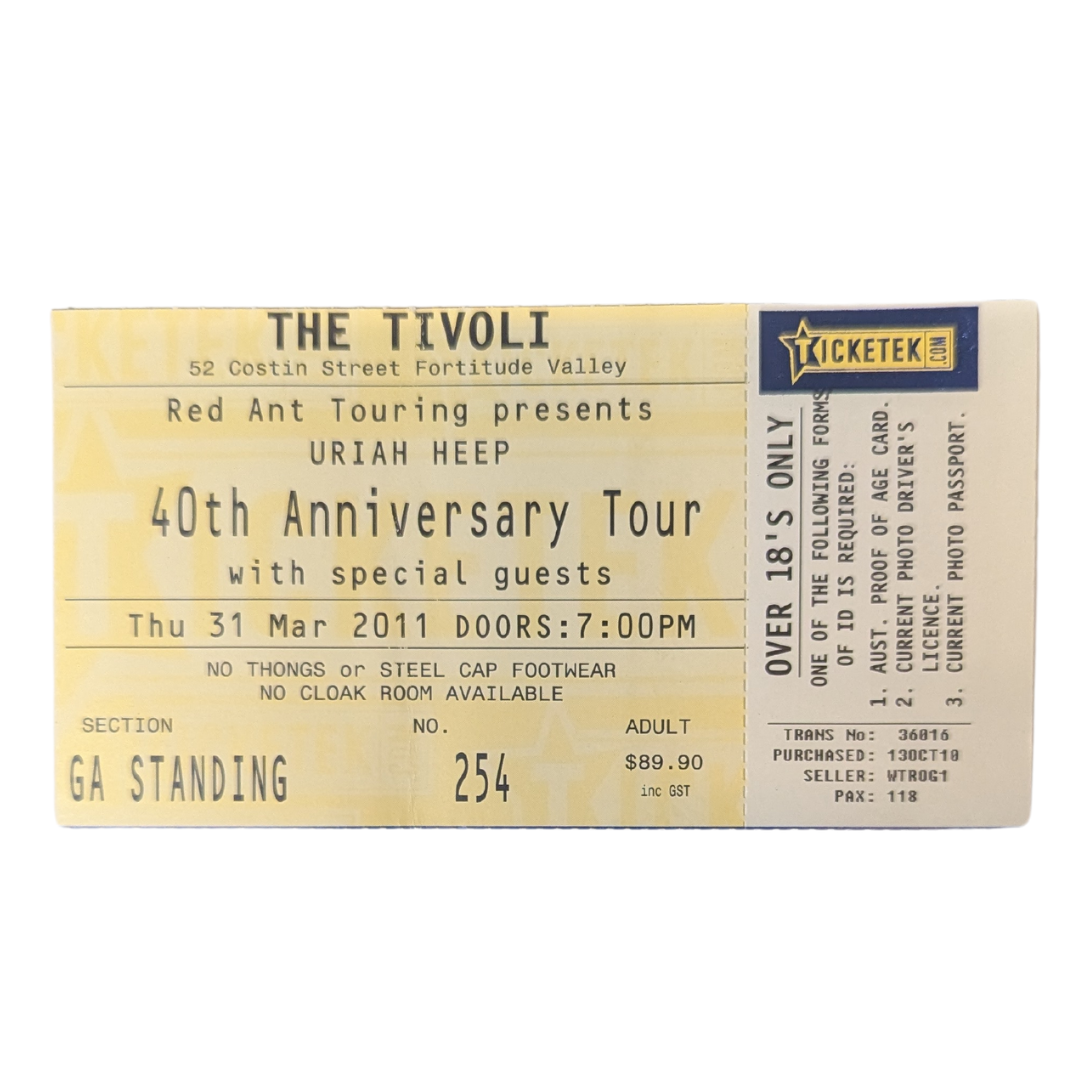 THE TIVOLI
52 Costin Street Fortitude Valley
Red Ant Touring presents
URIAH HEEP
40th Anniversary Tour
with special guests
Thu 31 Mar 2011 DOORS:7:00PM
NO THONGS or STEEL CAP FOOTWEAR
NO CLOAK ROOM AVAILABLE
SECTION NO. ADULT
GA STANDING 254 $89.90
inc GST
TICKETEK.COM
OVER 18'S ONLY
ONE OF THE FOLLOWING FORMS
OF ID IS REQUIRED:
1. AUST. PROOF OF AGE CARD.
2. CURRENT PHOTO DRIVER'S
LICENCE.
3. CURRENT PHOTO PASSPORT.
TRANS No: 36016
PURCHASED: 13OCT10
SELLER: WTROG1
PAX: 118